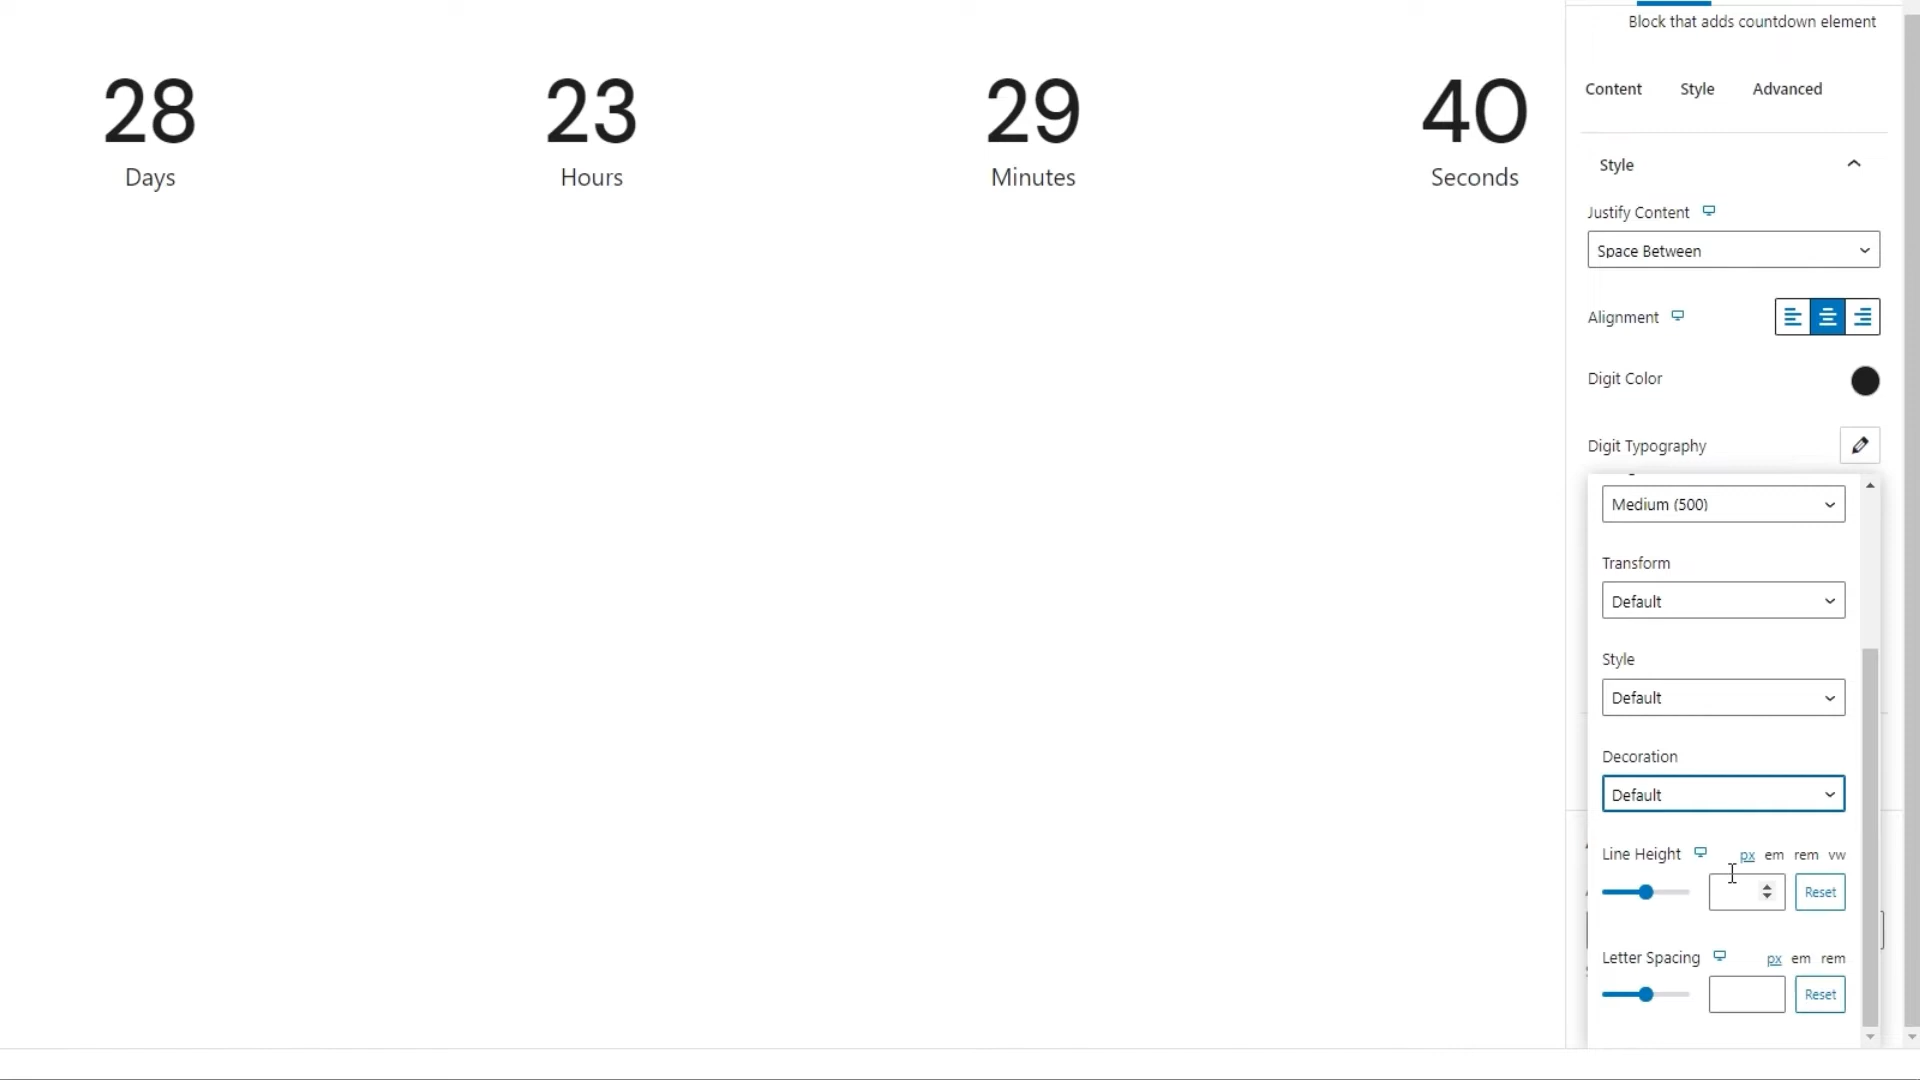 Block that adds countdown element
Content Style Advanced
28 23 29 40
Days Hours Minutes Seconds
Style
Justify Content
Space Between
Alignment
Digit Color
Digit Typography
Medium (500)
Transform
Default
Style
Default
Decoration
Default
Line Height px em rem vw
Reset
Letter Spacing px em rem
Reset